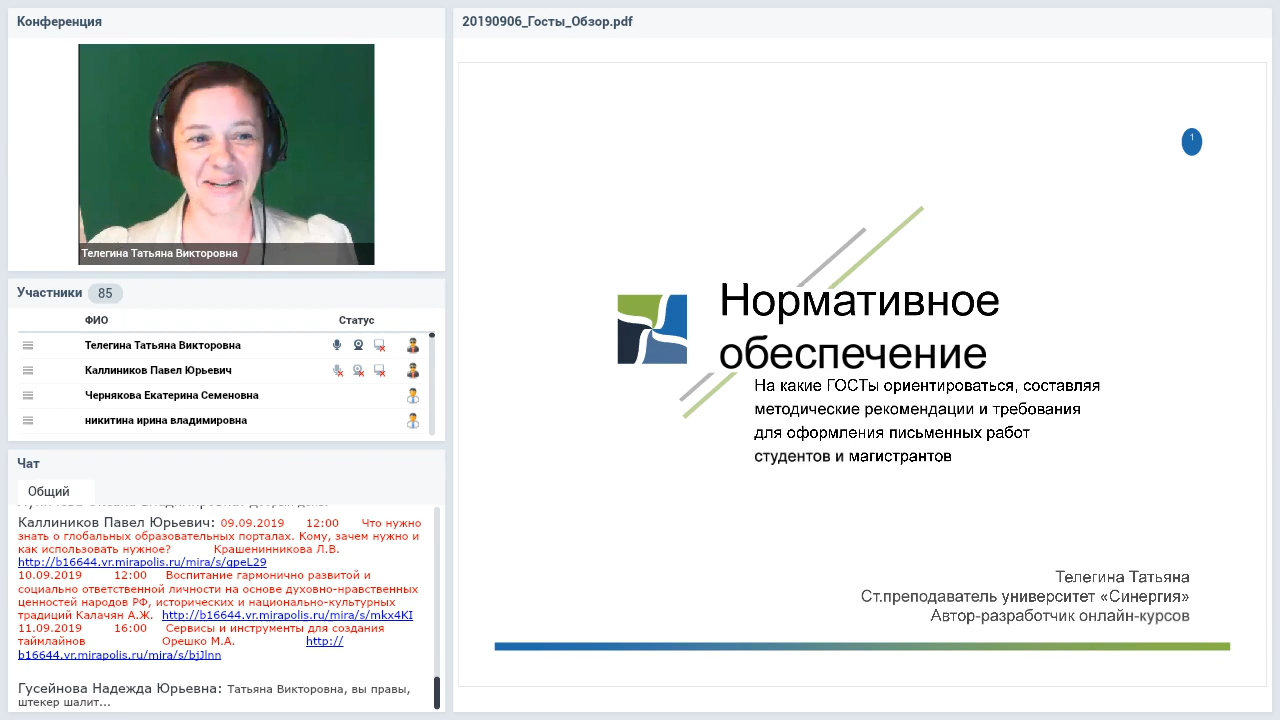 Конференция
Телегина Татьяна Викторовна
Участники 85
ФИО Статус
Телегина Татьяна Викторовна
Каллиников Павел Юрьевич
Чернякова Екатерина Семеновна
никитина ирина владимировна
Чат
Общий
Каллиников Павел Юрьевич: 09.09.2019 12:00 Что нужно
знать о глобальных образовательных порталах. Кому, зачем нужно и
как использовать нужное? Крашенинникова Л.В.
http://b16644.vr.mirapolis.ru/mira/s/gpeL29
10.09.2019 12:00 Воспитание гармонично развитой и
социально ответственной личности на основе духовно-нравственных
ценностей народов РФ, исторических и национально-культурных
традиций Калачян А.Ж. http://b16644.vr.mirapolis.ru/mira/s/mkx4KI
11.09.2019 16:00 Сервисы и инструменты для создания
таймлайнов Орешко М.А. http://
b16644.vr.mirapolis.ru/mira/s/bjJlnn
Гусейнова Надежда Юрьевна: Татьяна Викторовна, вы правы,
штекер шалит...
20190906_Госты_Обзор.pdf
1
Нормативное
обеспечение
На какие ГОСТы ориентироваться, составляя
методические рекомендации и требования
для оформления письменных работ
студентов и магистрантов
Телегина Татьяна
Ст.преподаватель университет «Синергия»
Автор-разработчик онлайн-курсов